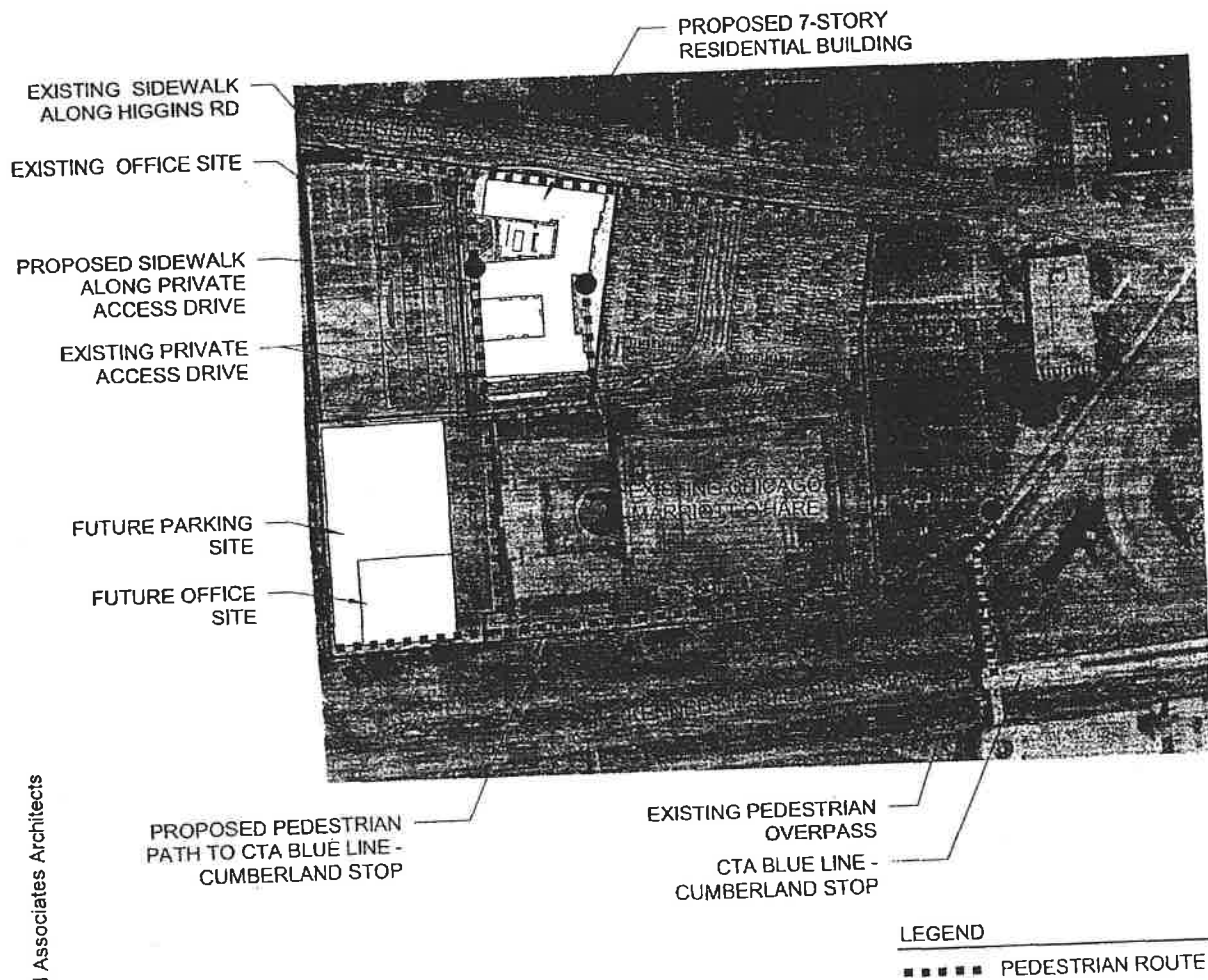 PROPOSED 7-STORY
RESIDENTIAL BUILDING
EXISTING SIDEWALK
ALONG HIGGINS RD
EXISTING OFFICE SITE
PROPOSED SIDEWALK
ALONG PRIVATE
ACCESS DRIVE
EXISTING PRIVATE
ACCESS DRIVE
EXISTING CHICAGO
MARRIOTT O'HARE
FUTURE PARKING
SITE
FUTURE OFFICE
SITE
PROPOSED PEDESTRIAN
PATH TO CTA BLUE LINE -
CUMBERLAND STOP
EXISTING PEDESTRIAN
OVERPASS
CTA BLUE LINE -
CUMBERLAND STOP
Associates Architects
LEGEND
PEDESTRIAN ROUTE